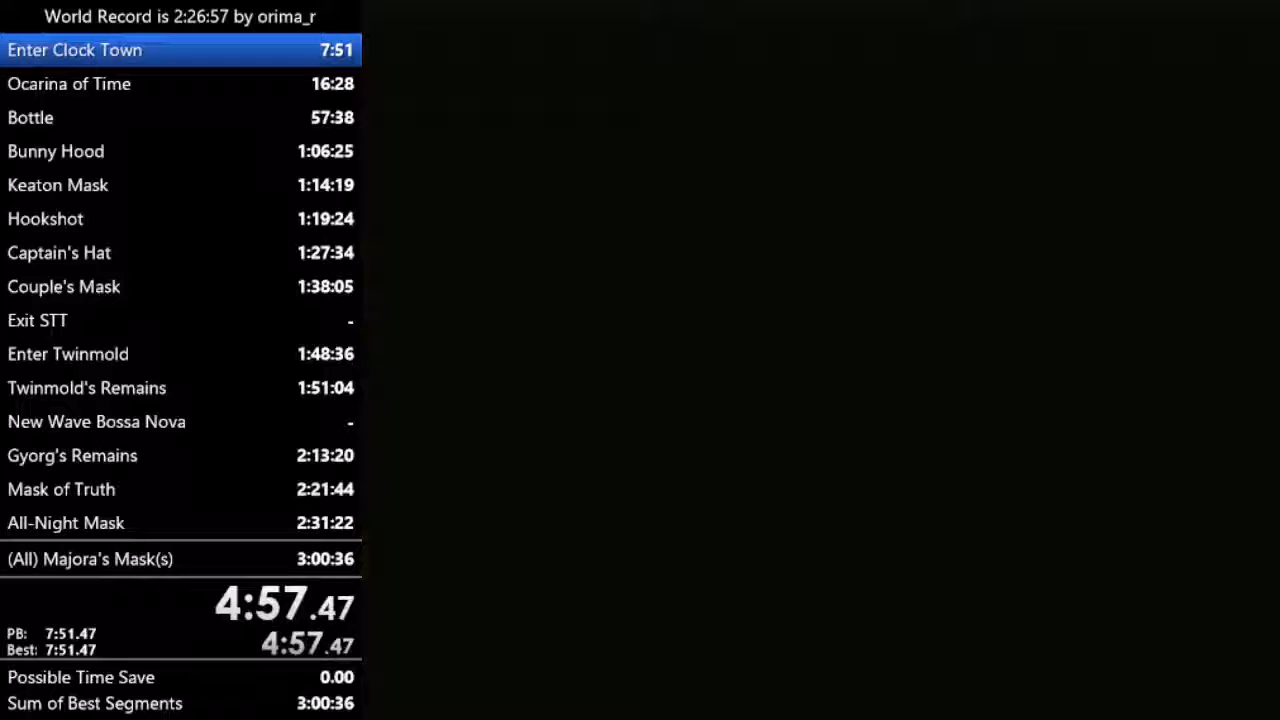 World Record is 2:26:57 by orima_r
Enter Clock Town 7:51
Ocarina of Time 16:28
Bottle 57:38
Bunny Hood 1:06:25
Keaton Mask 1:14:19
Hookshot 1:19:24
Captain's Hat 1:27:34
Couple's Mask 1:38:05
Exit STT -
Enter Twinmold 1:48:36
Twinmold's Remains 1:51:04
New Wave Bossa Nova -
Gyorg's Remains 2:13:20
Mask of Truth 2:21:44
All-Night Mask 2:31:22
(All) Majora's Mask(s) 3:00:36
4:57.47
PB: 7:51.47
Best: 7:51.47 4:57.47
Possible Time Save 0.00
Sum of Best Segments 3:00:36